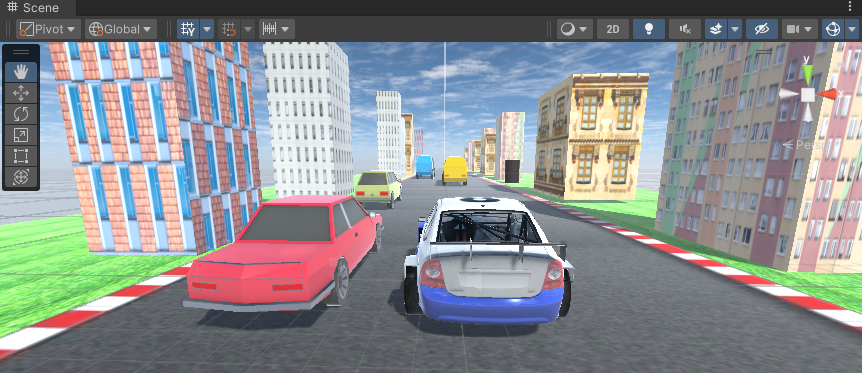 Scene
Pivot
Global
2D
y
Persp